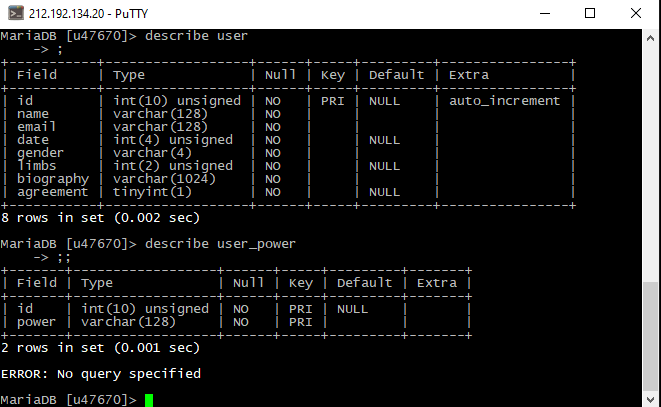 212.192.134.20 - PuTTY
MariaDB [u47670]> describe user
    -> ;
+-----------+------------------+------+-----+---------+----------------+
| Field     | Type             | Null | Key | Default | Extra          |
+-----------+------------------+------+-----+---------+----------------+
| id        | int(10) unsigned | NO   | PRI | NULL    | auto_increment |
| name      | varchar(128)     | NO   |     |         |                |
| email     | varchar(128)     | NO   |     |         |                |
| date      | int(4) unsigned  | NO   |     | NULL    |                |
| gender    | varchar(4)       | NO   |     |         |                |
| limbs     | int(2) unsigned  | NO   |     | NULL    |                |
| biography | varchar(1024)    | NO   |     |         |                |
| agreement | tinyint(1)       | NO   |     | NULL    |                |
+-----------+------------------+------+-----+---------+----------------+
8 rows in set (0.002 sec)
MariaDB [u47670]> describe user_power
    -> ;;
+-------+------------------+------+-----+---------+-------+
| Field | Type             | Null | Key | Default | Extra |
+-------+------------------+------+-----+---------+-------+
| id    | int(10) unsigned | NO   | PRI | NULL    |       |
| power | varchar(128)     | NO   | PRI |         |       |
+-------+------------------+------+-----+---------+-------+
2 rows in set (0.001 sec)
ERROR: No query specified
MariaDB [u47670]>